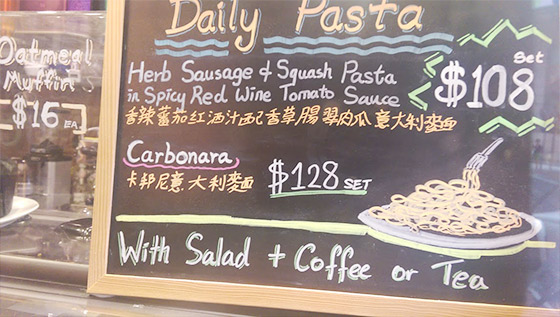 Oatmeal
Muffin
$16 EA.
Daily Pasta
Herb Sausage & Squash Pasta
in Spicy Red Wine Tomato Sauce
$108 Set
香辣蕃茄紅酒汁配香草腸翠肉瓜意大利麵
Carbonara
卡邦尼意大利麵
$128 SET
With Salad + Coffee or Tea